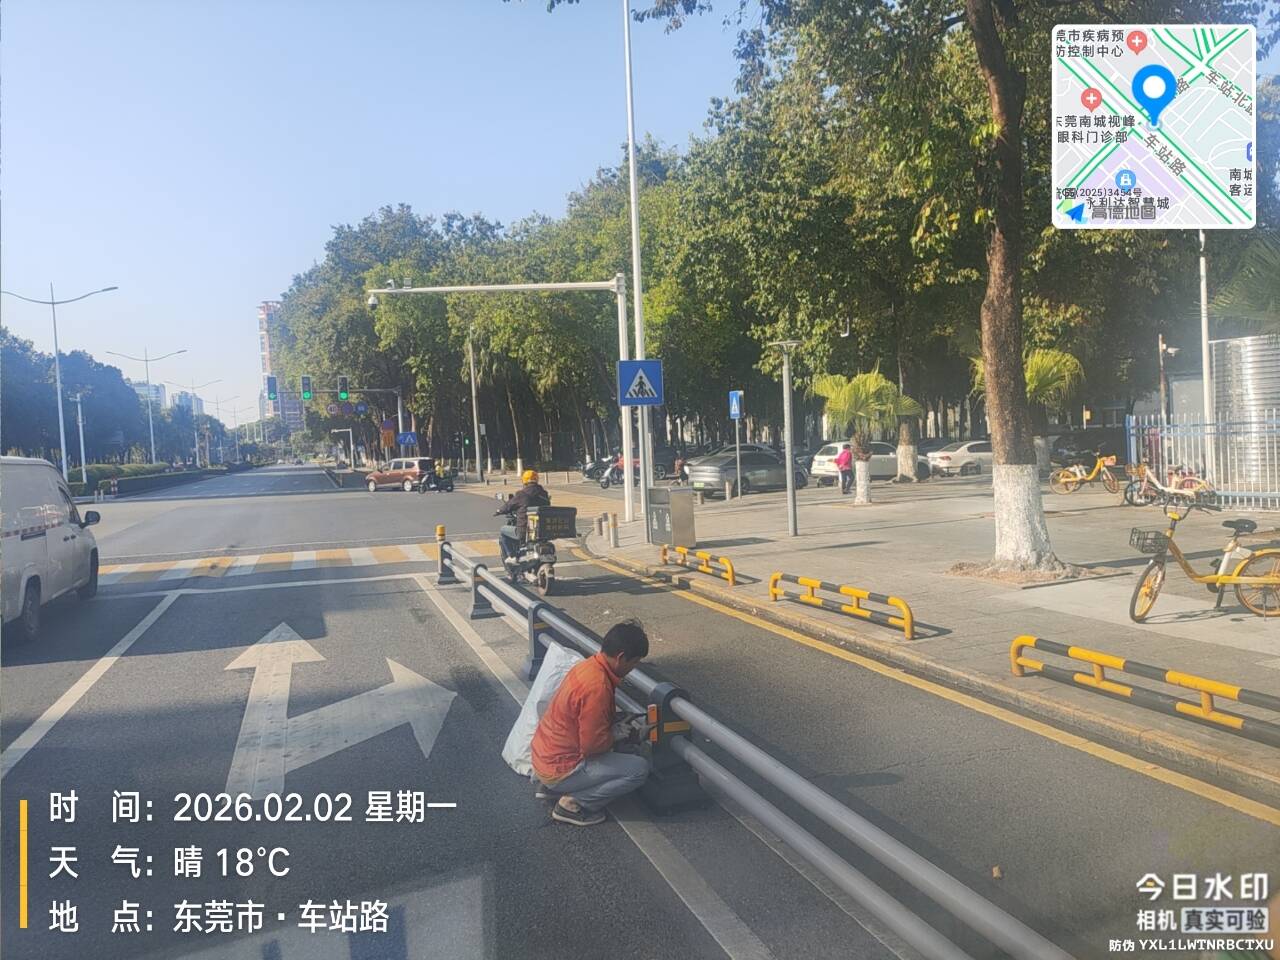 莞市疾病预
防控制中心
车站北路
东莞南城视峰
眼科门诊部
车站路
南城
客运
(2025)3454号
永利达智慧城
高德地图
时 间: 2026.02.02 星期一
天 气: 晴 18°C
地 点: 东莞市·车站路
今日水印
相机 真实可验
防伪 YXL1LWTNRBCTXU